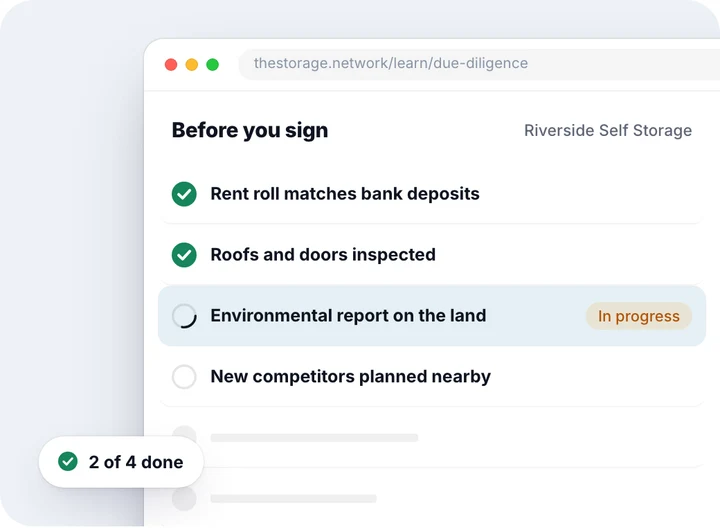 thestorage.network/learn/due-diligence
Before you sign
Riverside Self Storage
Rent roll matches bank deposits
Roofs and doors inspected
Environmental report on the land
In progress
New competitors planned nearby
2 of 4 done